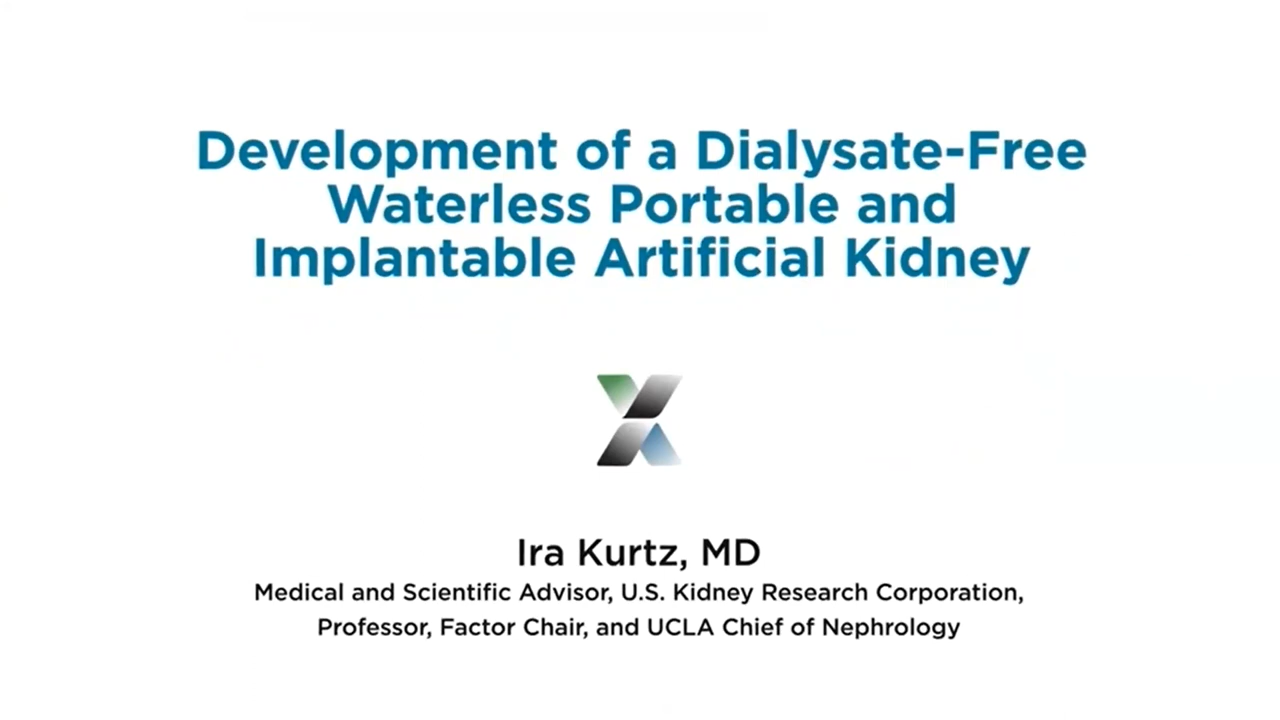 Development of a Dialysate-Free
Waterless Portable and
Implantable Artificial Kidney
Ira Kurtz, MD
Medical and Scientific Advisor, U.S. Kidney Research Corporation,
Professor, Factor Chair, and UCLA Chief of Nephrology